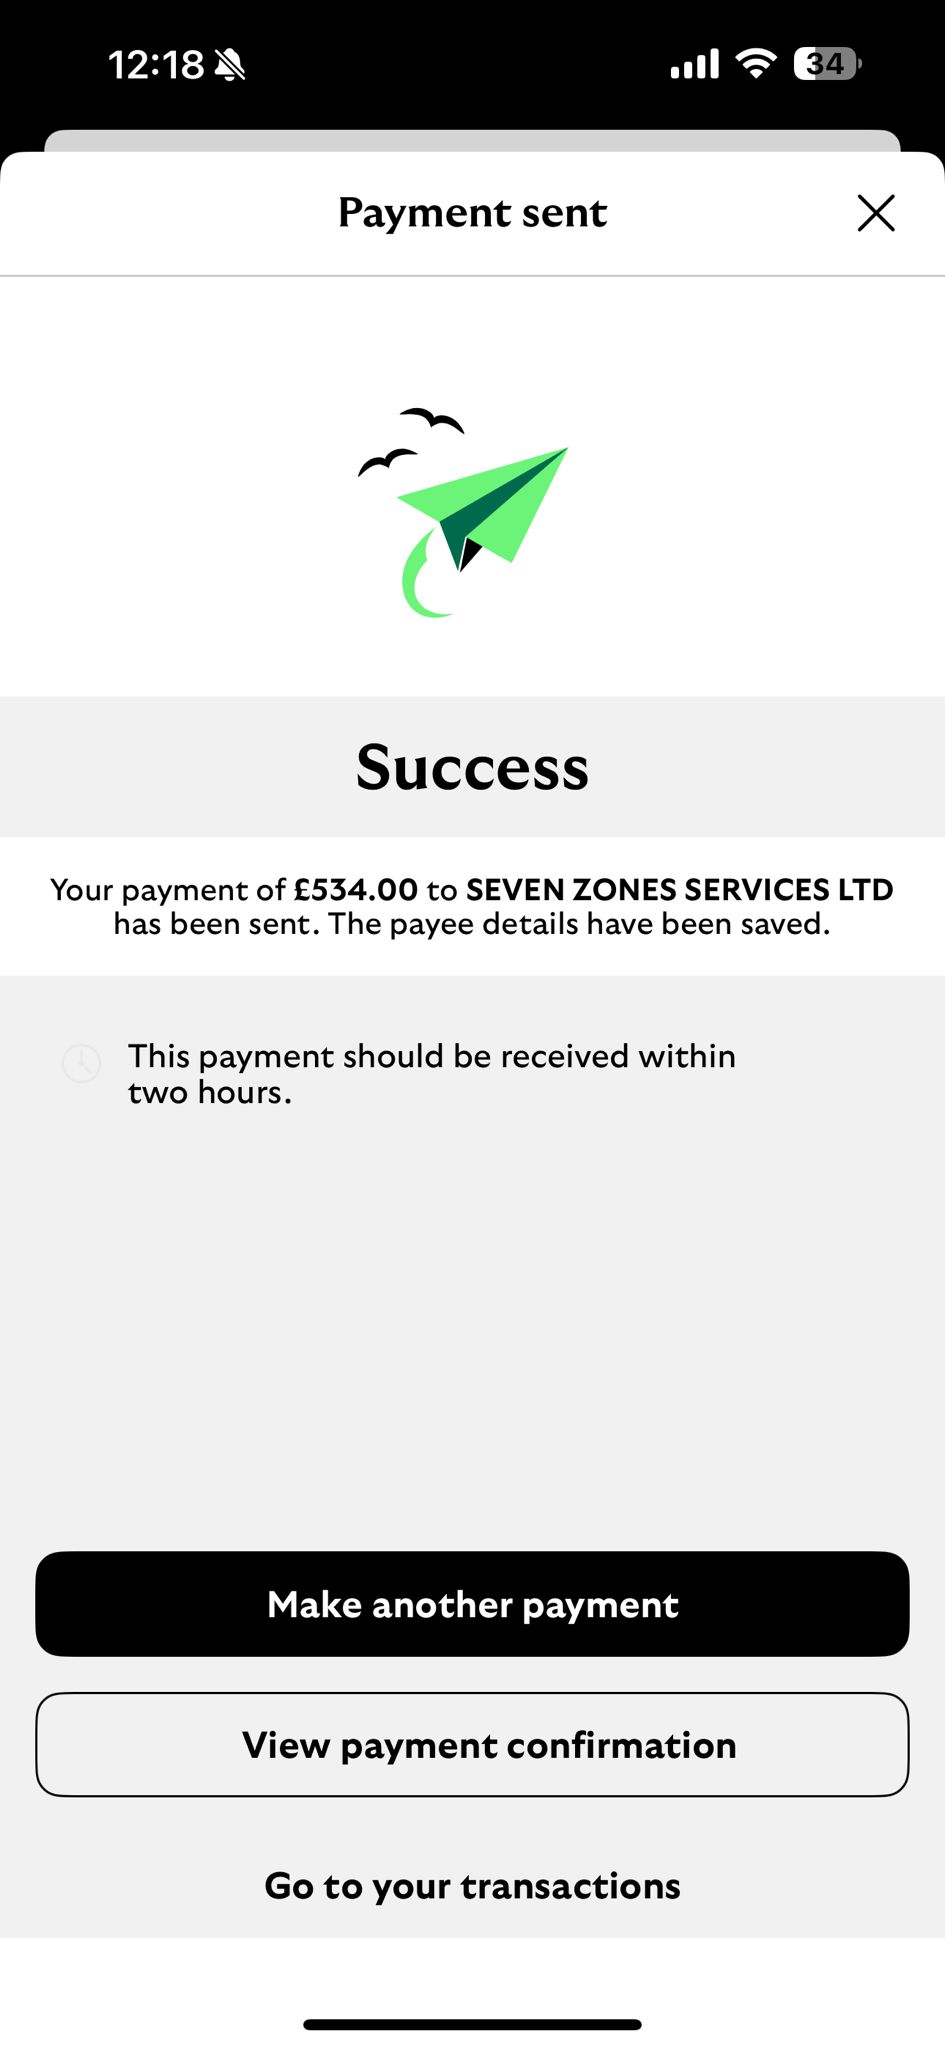 12:18
34
Payment sent
Success
Your payment of £534.00 to SEVEN ZONES SERVICES LTD
has been sent. The payee details have been saved.
This payment should be received within
two hours.
Make another payment
View payment confirmation
Go to your transactions